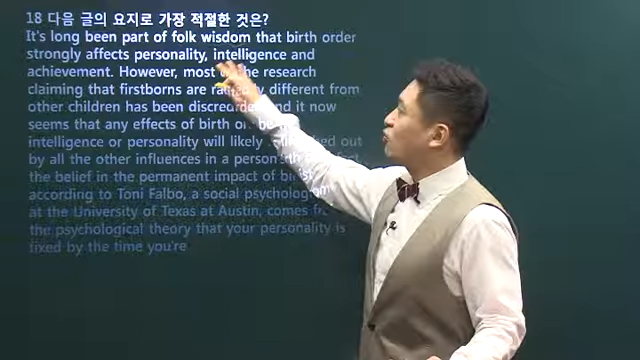 18 다음 글의 요지로 가장 적절한 것은?
It's long been part of folk wisdom that birth order
strongly affects personality, intelligence and
achievement. However, most the research
claiming that firstborns are different from
other children has been and it now
seems that any effects of birth on
intelligence or personality will likely out
by all the other influences in a person's
the belief in the permanent impact of
according to Toni Falbo, a social
at the University of Texas at Austin, comes
the psychological theory that your personality is
fixed by the time you're